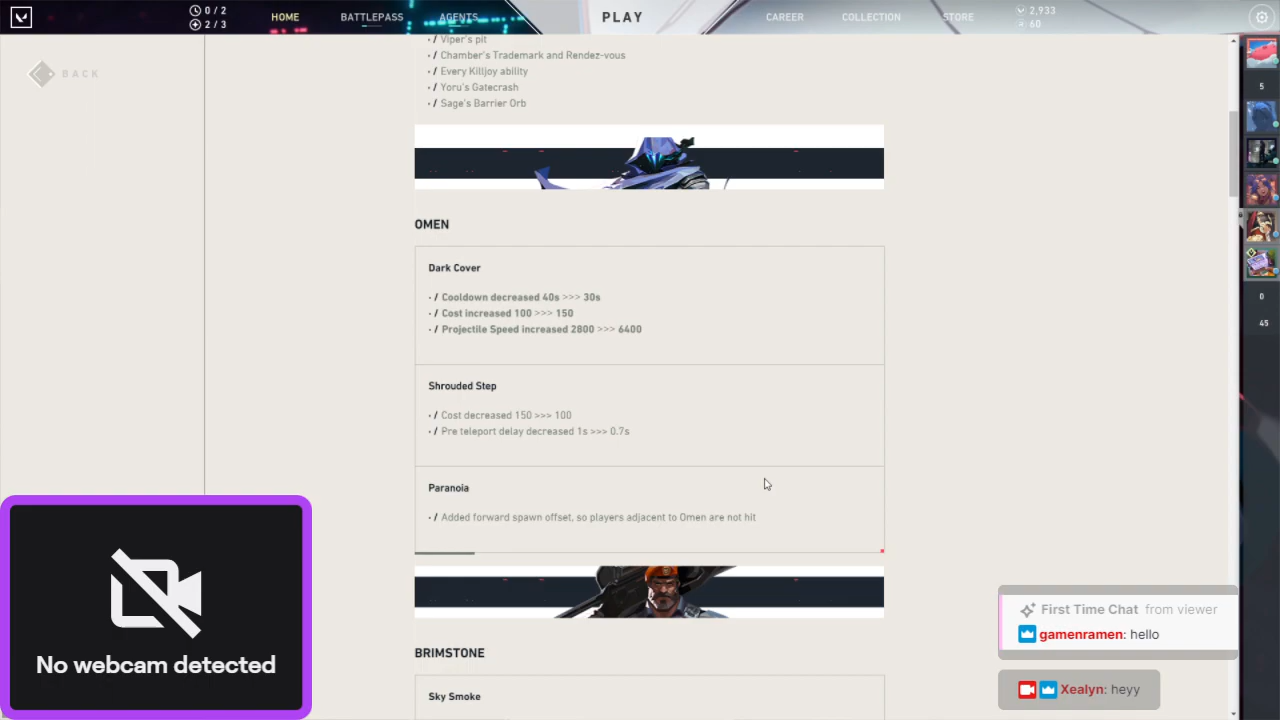 0 / 2
2 / 3
HOME
BATTLEPASS
AGENTS
PLAY
CAREER
COLLECTION
STORE
2,933
60
BACK
· / Viper's pit
· / Chamber's Trademark and Rendez-vous
· / Every Killjoy ability
· / Yoru's Gatecrash
· / Sage's Barrier Orb
5
OMEN
Dark Cover
· / Cooldown decreased 40s >>> 30s
· / Cost increased 100 >>> 150
· / Projectile Speed increased 2800 >>> 6400
0
45
Shrouded Step
· / Cost decreased 150 >>> 100
· / Pre teleport delay decreased 1s >>> 0.7s
Paranoia
· / Added forward spawn offset, so players adjacent to Omen are not hit
BRIMSTONE
Sky Smoke
No webcam detected
First Time Chat from viewer
gamenramen: hello
Xealyn: heyy